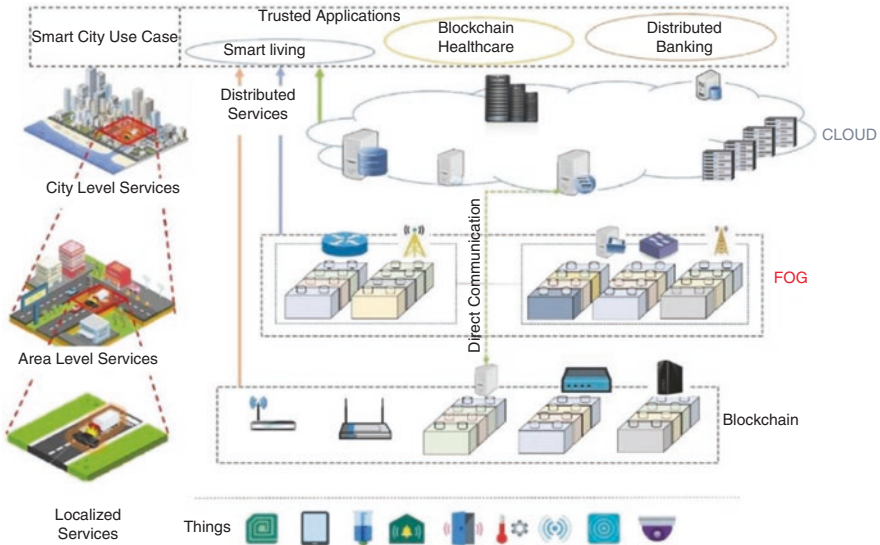 Smart City Use Case
Trusted Applications
Smart living
Blockchain
Healthcare
Distributed
Banking
Distributed
Services
CLOUD
City Level Services
Direct Communication
FOG
Area Level Services
Blockchain
Localized
Services
Things